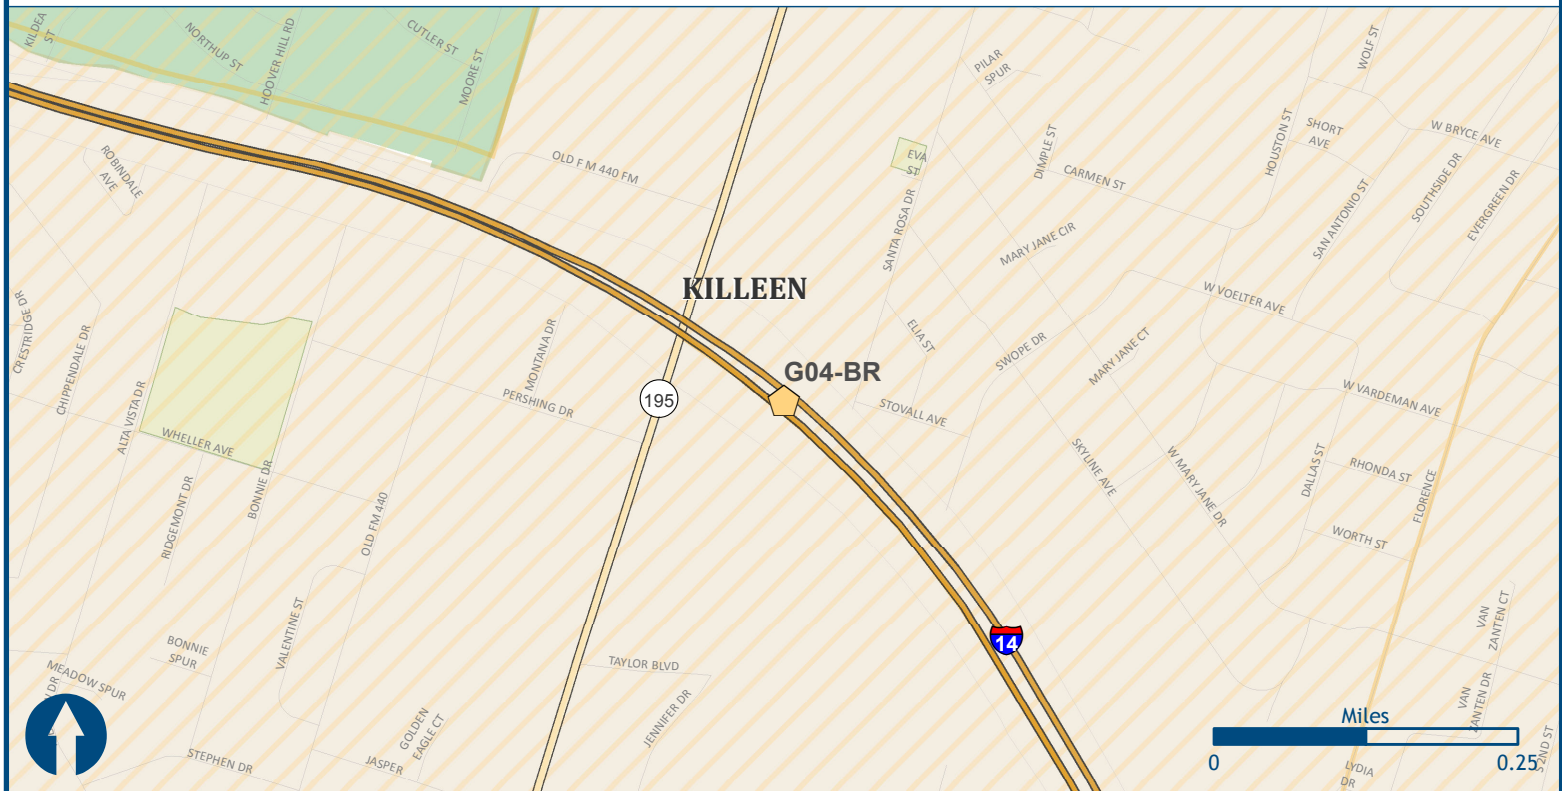 KILDEA
ST
NORTHUP ST
HOOVER HILL RD
CUTLER ST
MOORE ST
PILAR
SPUR
WOLF ST
ROBINDALE
AVE
OLD F M 440 FM
EVA
ST
DIMPLE ST
CARMEN ST
HOUSTON ST
SHORT
AVE
W BRYCE AVE
SOUTHSIDE DR
EVERGREEN DR
SAN ANTONIO ST
SANTA ROSA DR
MARY JANE CIR
KILLEEN
W VOELTER AVE
CRESTRIDGE DR
CHIPPENDALE DR
MONTANA DR
ELIA ST
SWOPE DR
MARY JANE CT
G04-BR
195
PERSHING DR
STOVALL AVE
W VARDEMAN AVE
ALTA VISTA DR
WHELLER AVE
BONNIE DR
RIDGEMONT DR
OLD FM 440
SKYLINE AVE
W MARY JANE DR
DALLAS ST
RHONDA ST
FLORENCE
WORTH ST
VALENTINE ST
BONNIE
SPUR
MEADOW SPUR
DR
TAYLOR BLVD
JENNIFER DR
14
VAN
ZANTEN CT
VAN
ZANTEN DR
GOLDEN
EAGLE CT
STEPHEN DR
JASPER
Miles
0
0.25
LYDIA
DR
S 2ND ST